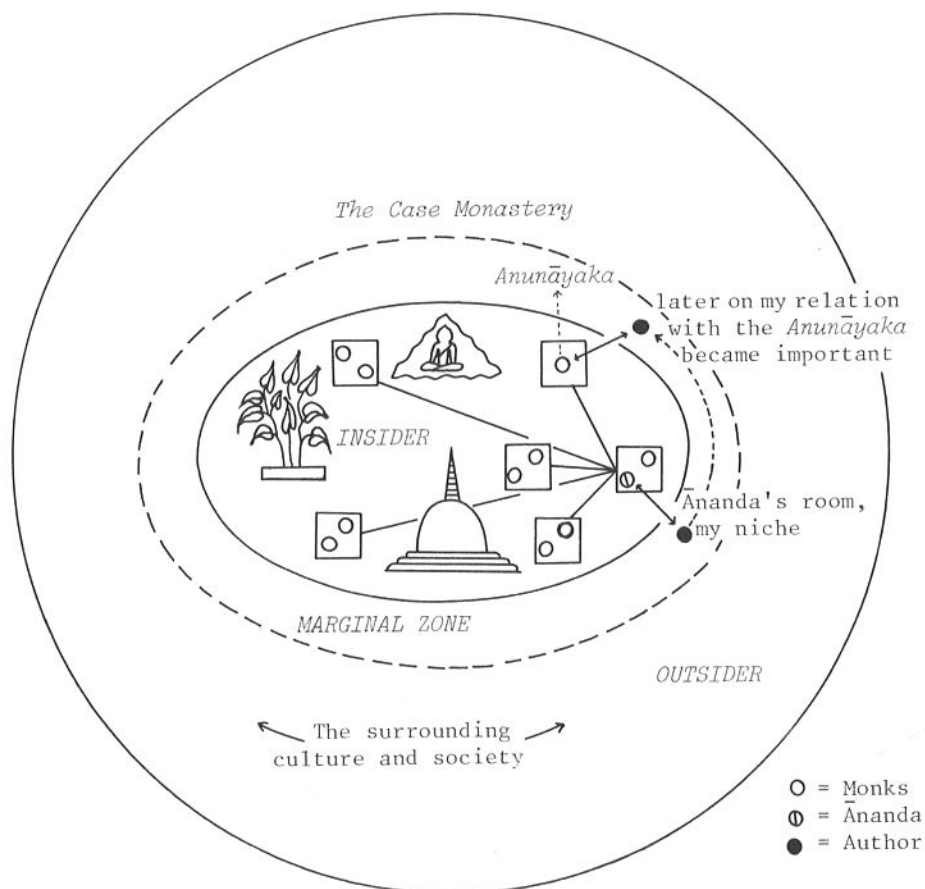 The Case Monastery
Anunāyaka
later on my relation
with the Anunāyaka
became important
INSIDER
Ānanda's room,
my niche
MARGINAL ZONE
OUTSIDER
The surrounding
culture and society
O = Monks
= Ānanda
● = Author